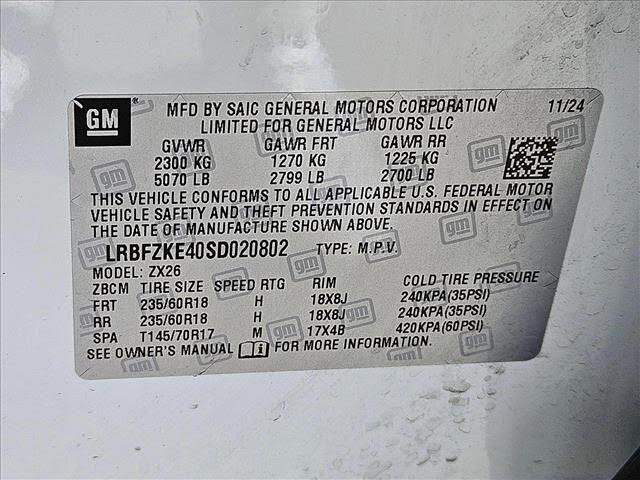 GM
MFD BY SAIC GENERAL MOTORS CORPORATION 11/24
LIMITED FOR GENERAL MOTORS LLC
GVWR GAWR FRT GAWR RR
2300 KG 1270 KG 1225 KG
5070 LB 2799 LB 2700 LB
THIS VEHICLE CONFORMS TO ALL APPLICABLE U.S. FEDERAL MOTOR
VEHICLE SAFETY AND THEFT PREVENTION STANDARDS IN EFFECT ON
THE DATE OF MANUFACTURE SHOWN ABOVE.
LRBFZKE40SD020802 TYPE: M.P.V.
MODEL: ZX26
ZBCM TIRE SIZE SPEED RTG RIM COLD TIRE PRESSURE
FRT 235/60R18 H 18X8J 240KPA(35PSI)
RR 235/60R18 H 18X8J 240KPA(35PSI)
SPA T145/70R17 M 17X4B 420KPA(60PSI)
SEE OWNER'S MANUAL FOR MORE INFORMATION.